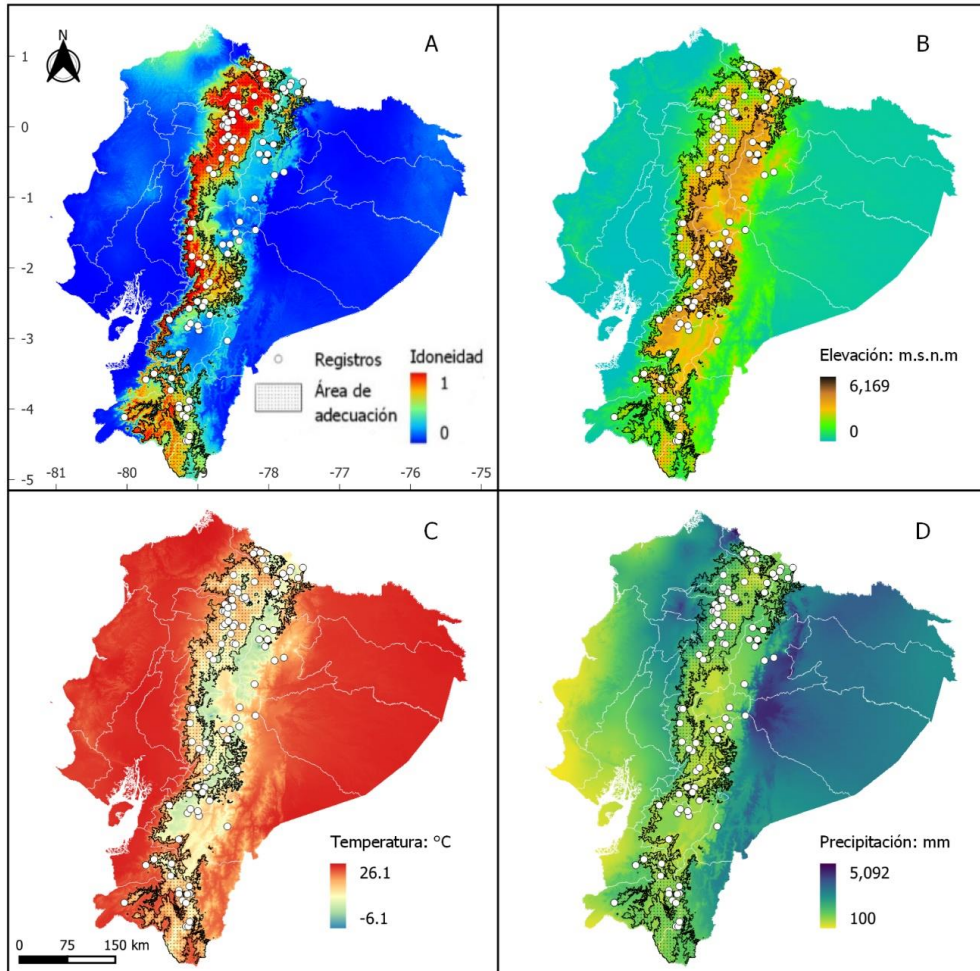 N
A
1
0
-1
-2
-3
-4
-5
-81
-80
-79
-78
-77
-76
-75
Registros
Área de
adecuación
Idoneidad
1
0
B
Elevación: m.s.n.m
6,169
0
C
Temperatura: °C
26.1
-6.1
0 75 150 km
D
Precipitación: mm
5,092
100